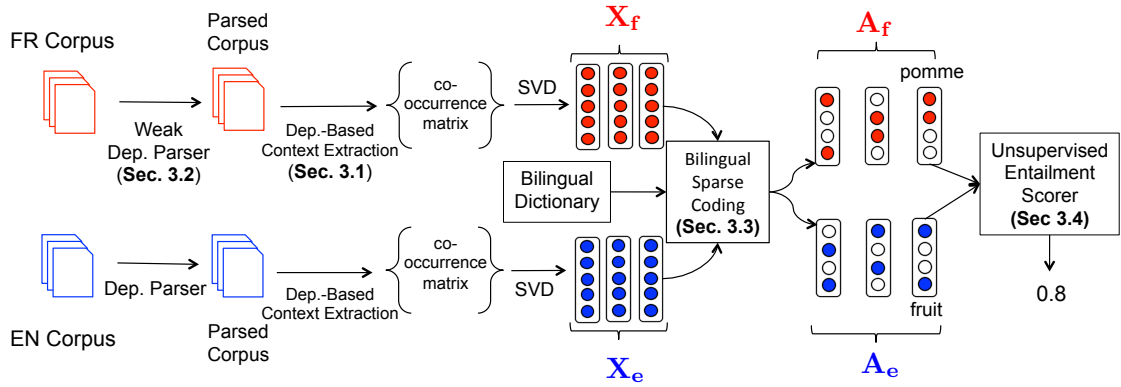 FR Corpus
Parsed
Corpus
Weak
Dep. Parser
(Sec. 3.2)
Dep.-Based
Context Extraction
(Sec. 3.1)
co-
occurrence
matrix
SVD
X_f
Bilingual
Dictionary
Bilingual
Sparse
Coding
(Sec. 3.3)
A_f
pomme
Unsupervised
Entailment
Scorer
(Sec 3.4)
0.8
EN Corpus
Dep. Parser
Parsed
Corpus
Dep.-Based
Context Extraction
co-
occurrence
matrix
SVD
X_e
fruit
A_e